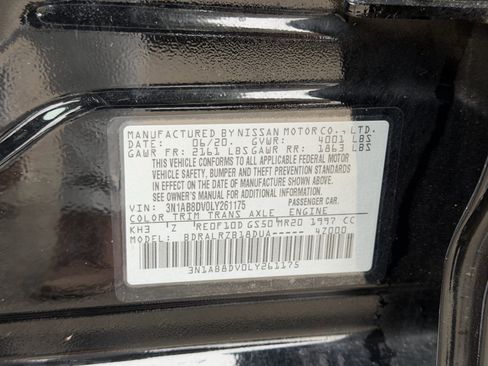 MANUFACTURED BY NISSAN MOTOR CO., LTD.
DATE: 06/20. GVWR: 4001 LBS
GAWR FR: 2161 LBS GAWR RR: 1863 LBS
THIS VEHICLE CONFORMS TO ALL APPLICABLE FEDERAL MOTOR
VEHICLE SAFETY, BUMPER AND THEFT PREVENTION STANDARDS
IN EFFECT ON THE DATE OF MANUFACTURE SHOWN ABOVE.
SEE OWNER'S MANUAL FOR ADDITIONAL INFORMATION.
VIN: 3N1AB8DV0LY261175 PASSENGER CAR.
COLOR TRIM TRANS AXLE ENGINE
KH3 'Z 'RE0F10D GS50 MR20 1997 CC
MODEL: BDRALRZB18DUA----- 4Z000
3N1AB8DV0LY261175